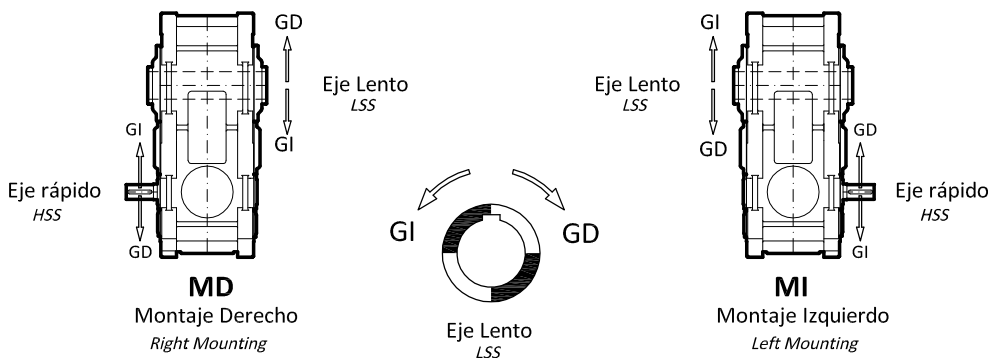 GD
Eje Lento
LSS
GI
GI
Eje rápido
HSS
GD
MD
Montaje Derecho
Right Mounting
GI
GD
Eje Lento
LSS
GI
Eje Lento
LSS
GD
GD
Eje rápido
HSS
GI
MI
Montaje Izquierdo
Left Mounting